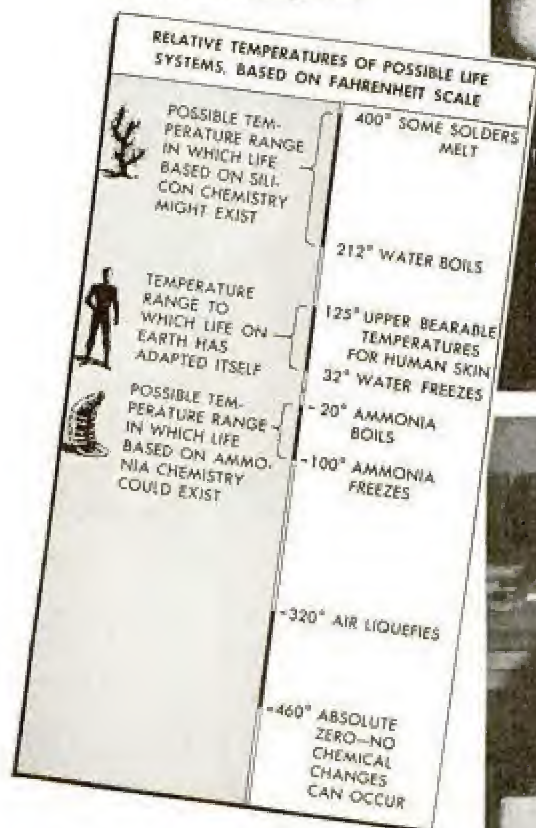 RELATIVE TEMPERATURES OF POSSIBLE LIFE
SYSTEMS, BASED ON FAHRENHEIT SCALE
POSSIBLE TEM-
PERATURE RANGE
IN WHICH LIFE
BASED ON SILI-
CON CHEMISTRY
MIGHT EXIST
400° SOME SOLDERS
MELT
212° WATER BOILS
TEMPERATURE
RANGE TO
WHICH LIFE ON
EARTH HAS
ADAPTED ITSELF
125° UPPER BEARABLE
TEMPERATURES
FOR HUMAN SKIN
32° WATER FREEZES
POSSIBLE TEM-
PERATURE RANGE
IN WHICH LIFE
BASED ON AMMO-
NIA CHEMISTRY
COULD EXIST
-20° AMMONIA
BOILS
-100° AMMONIA
FREEZES
-320° AIR LIQUEFIES
-460° ABSOLUTE
ZERO—NO
CHEMICAL
CHANGES
CAN OCCUR